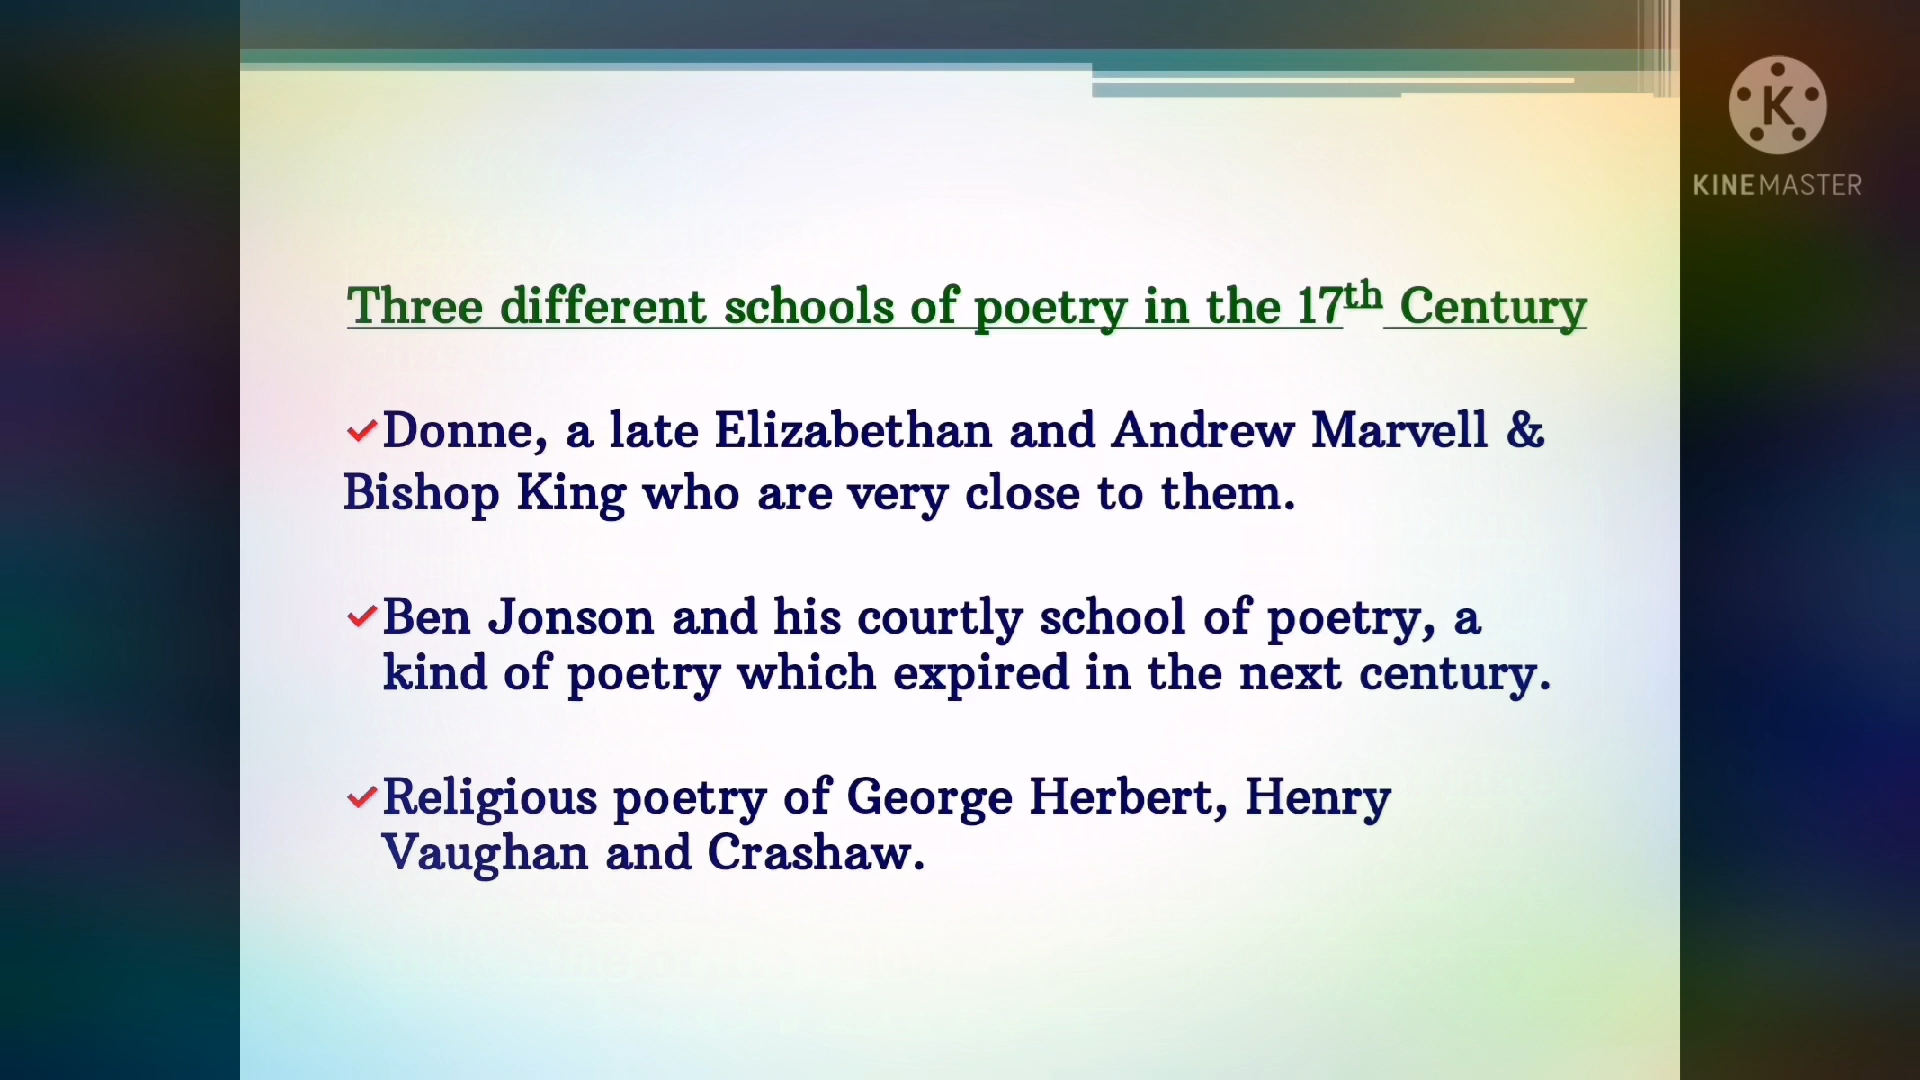 KINEMASTER
Three different schools of poetry in the 17th Century
✓Donne, a late Elizabethan and Andrew Marvell &
Bishop King who are very close to them.
✓Ben Jonson and his courtly school of poetry, a
kind of poetry which expired in the next century.
✓Religious poetry of George Herbert, Henry
Vaughan and Crashaw.